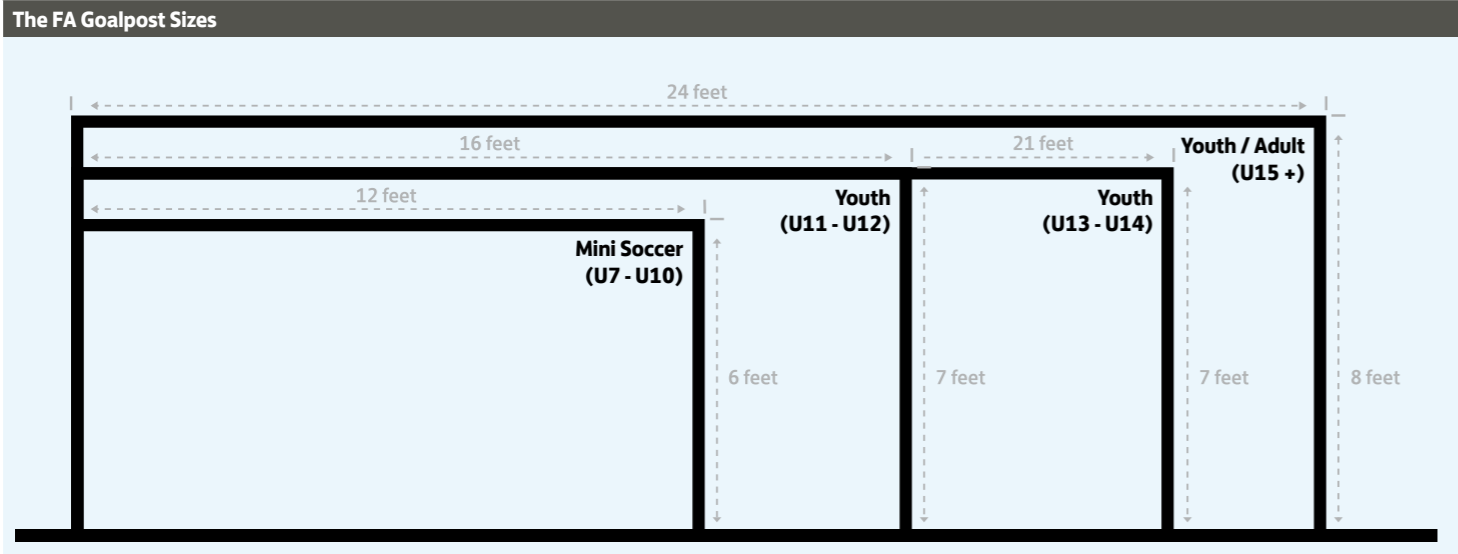 The FA Goalpost Sizes
24 feet
16 feet
21 feet
Youth / Adult
(U15 +)
12 feet
Youth
(U11 - U12)
Youth
(U13 - U14)
Mini Soccer
(U7 - U10)
6 feet
7 feet
7 feet
8 feet